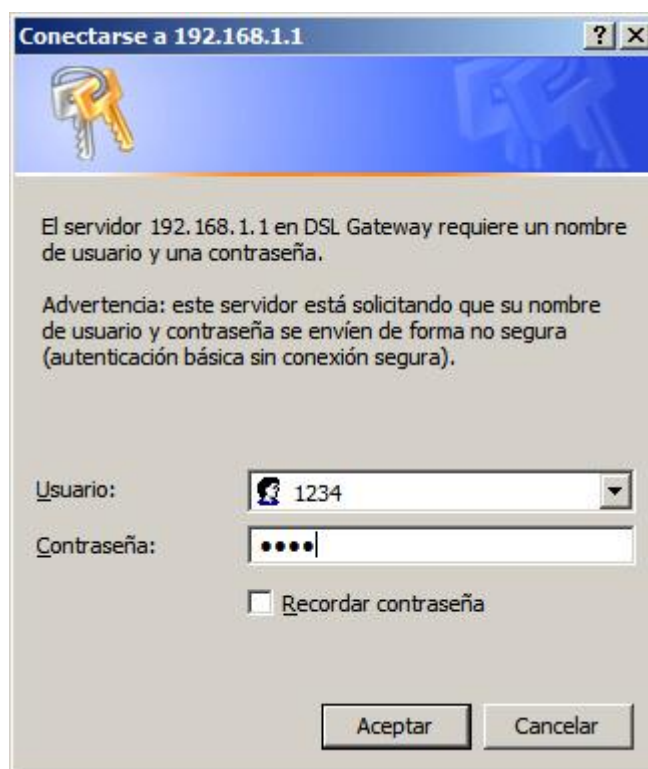 Conectarse a 192.168.1.1
El servidor 192.168.1.1 en DSL Gateway requiere un nombre
de usuario y una contraseña.
Advertencia: este servidor está solicitando que su nombre
de usuario y contraseña se envíen de forma no segura
(autenticación básica sin conexión segura).
Usuario: 1234
Contraseña: ••••
Recordar contraseña
Aceptar Cancelar